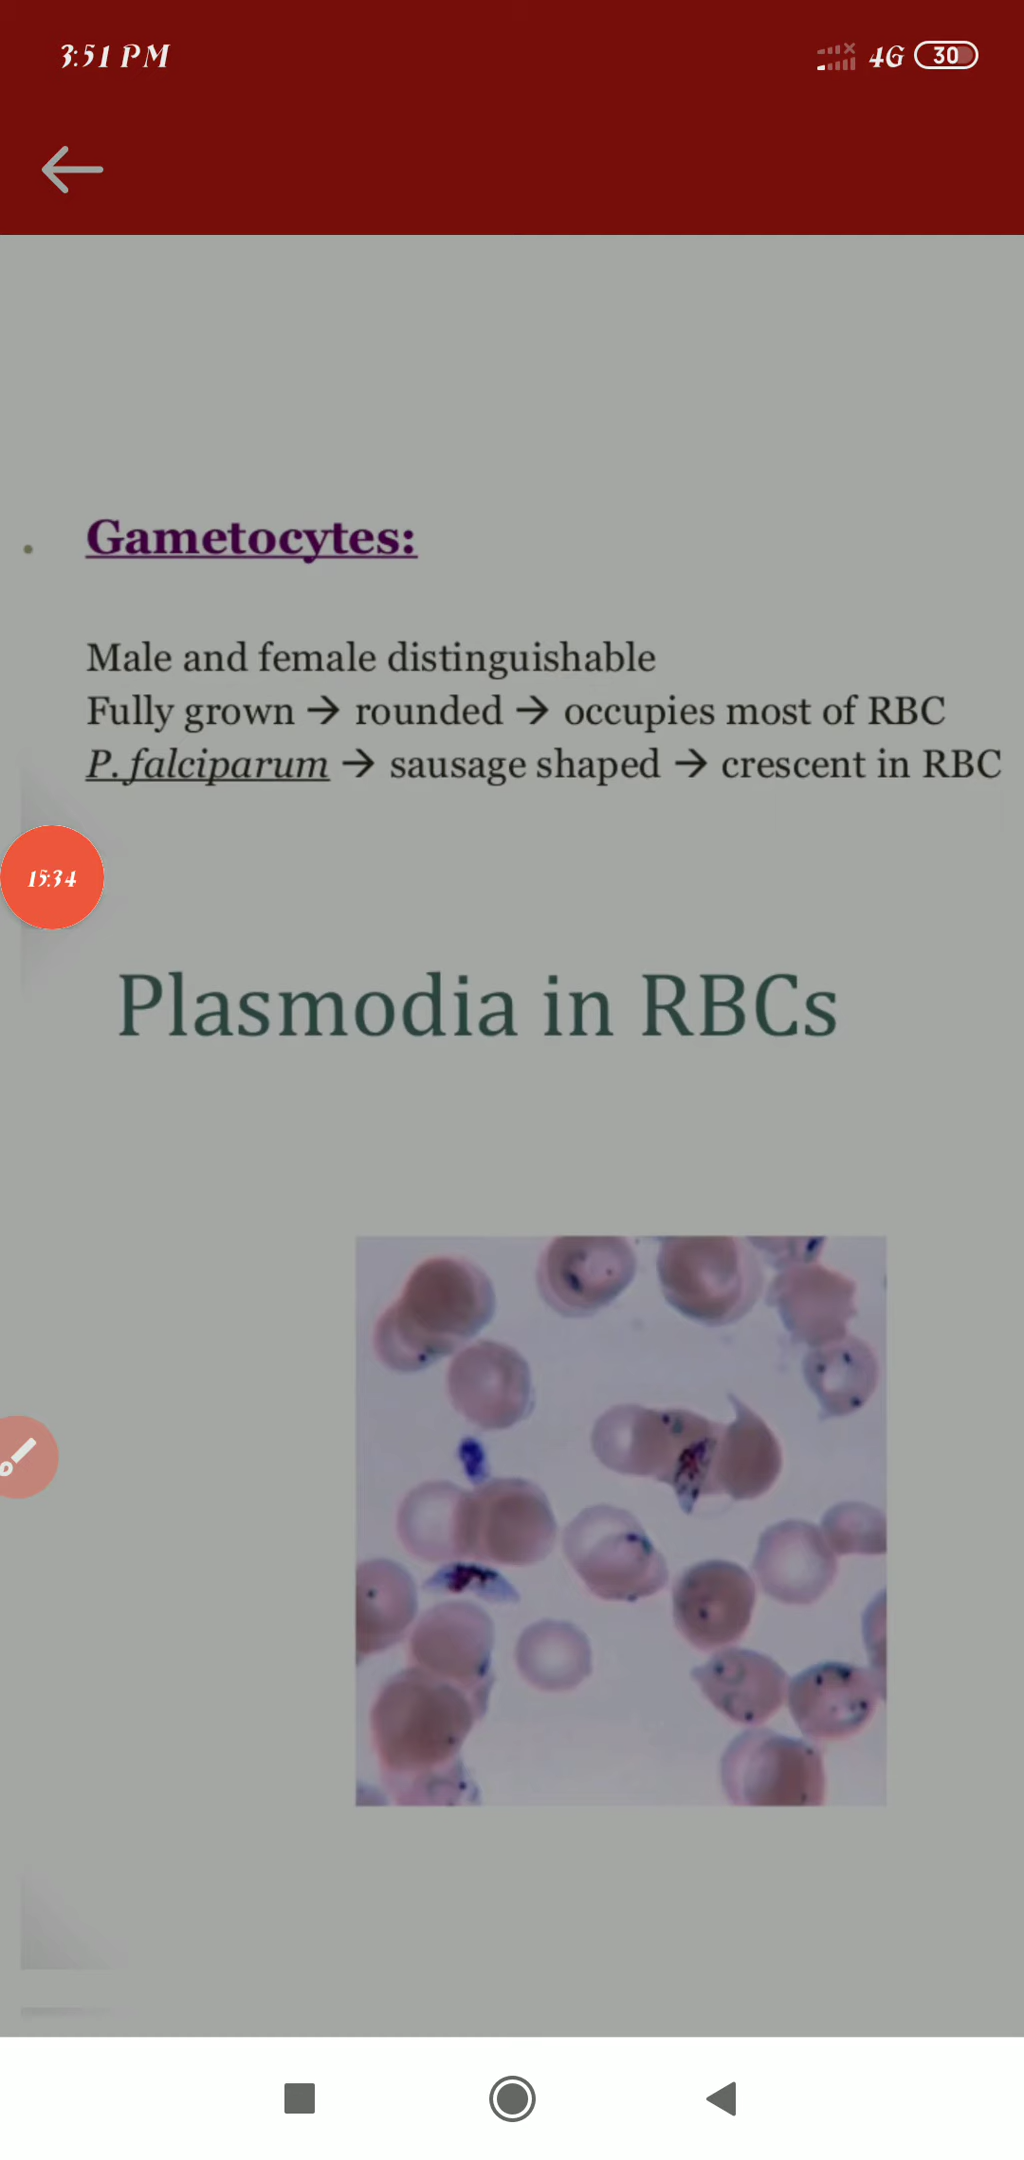 3:51 PM
4G 30
Gametocytes:
Male and female distinguishable
Fully grown → rounded → occupies most of RBC
P. falciparum → sausage shaped → crescent in RBC
15:34
Plasmodia in RBCs